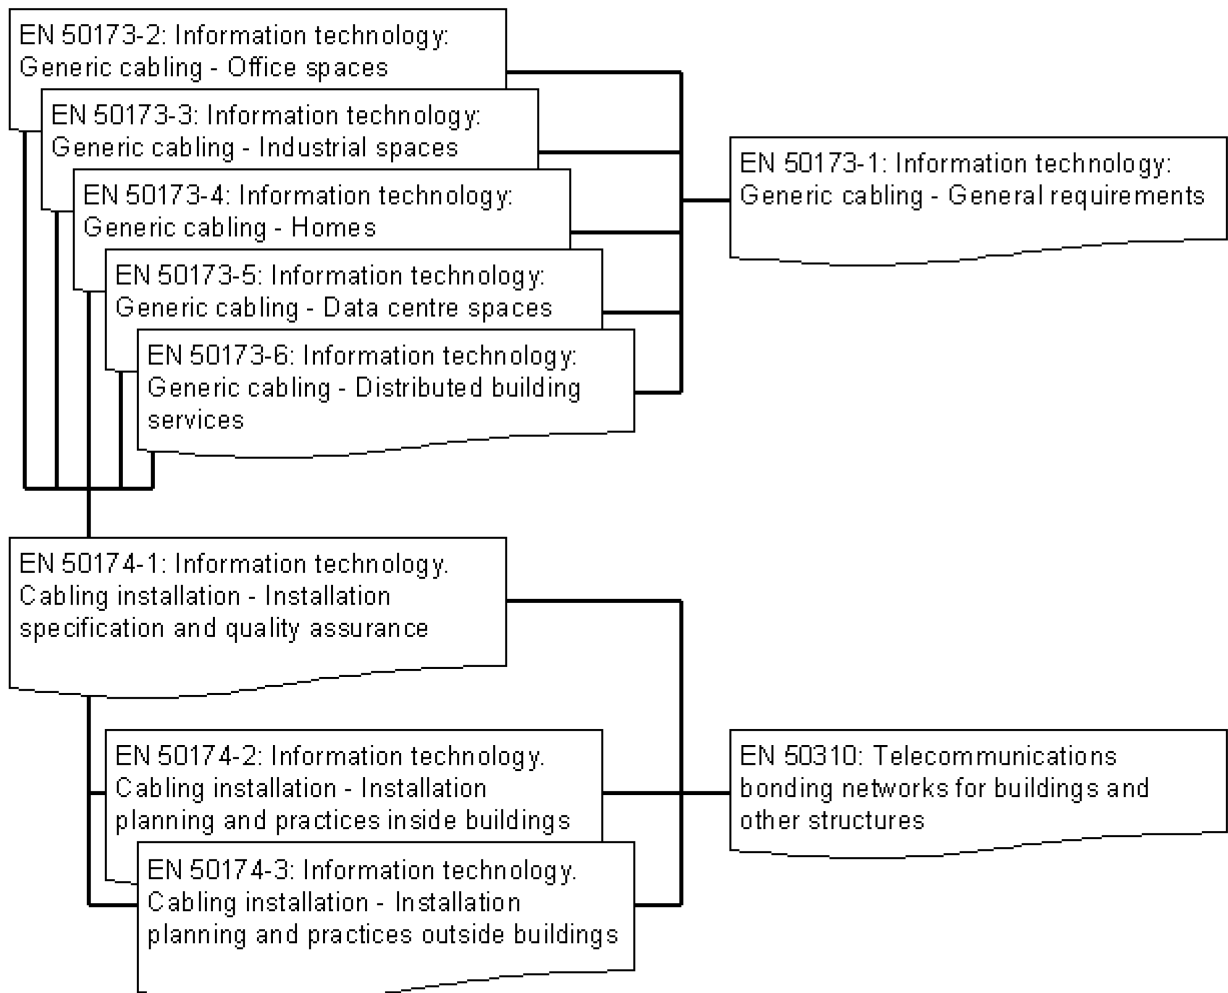 EN 50173-2: Information technology:
Generic cabling - Office spaces
EN 50173-3: Information technology:
Generic cabling - Industrial spaces
EN 50173-4: Information technology:
Generic cabling - Homes
EN 50173-5: Information technology:
Generic cabling - Data centre spaces
EN 50173-6: Information technology:
Generic cabling - Distributed building
services
EN 50173-1: Information technology:
Generic cabling - General requirements
EN 50174-1: Information technology.
Cabling installation - Installation
specification and quality assurance
EN 50174-2: Information technology.
Cabling installation - Installation
planning and practices inside buildings
EN 50174-3: Information technology.
Cabling installation - Installation
planning and practices outside buildings
EN 50310: Telecommunications
bonding networks for buildings and
other structures